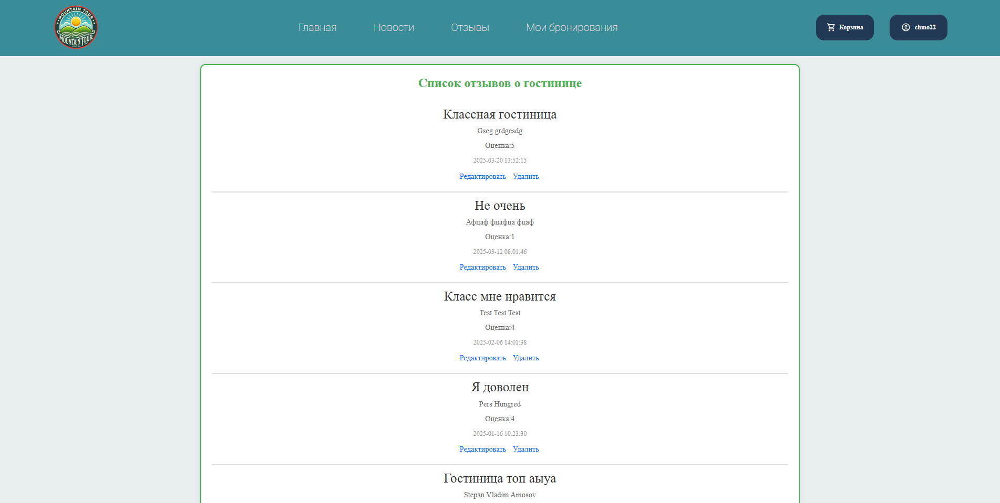 MOUNTAIN TOUR
MOUNTAIN TOUR
HOTEL
Главная Новости Отзывы Мои бронирования Корзина chmo22
Список отзывов о гостинице
Классная гостиница
Gseg grdgesdg
Оценка:5
2025-03-20 13:52:15
Редактировать Удалить
Не очень
Афцаф фцафца фцаф
Оценка:1
2025-03-12 08:01:46
Редактировать Удалить
Класс мне нравится
Test Test Test
Оценка:4
2025-02-06 14:01:38
Редактировать Удалить
Я доволен
Pers Hungred
Оценка:4
2025-01-16 10:23:30
Редактировать Удалить
Гостиница топ аыуа
Stepan Vladim Amosov